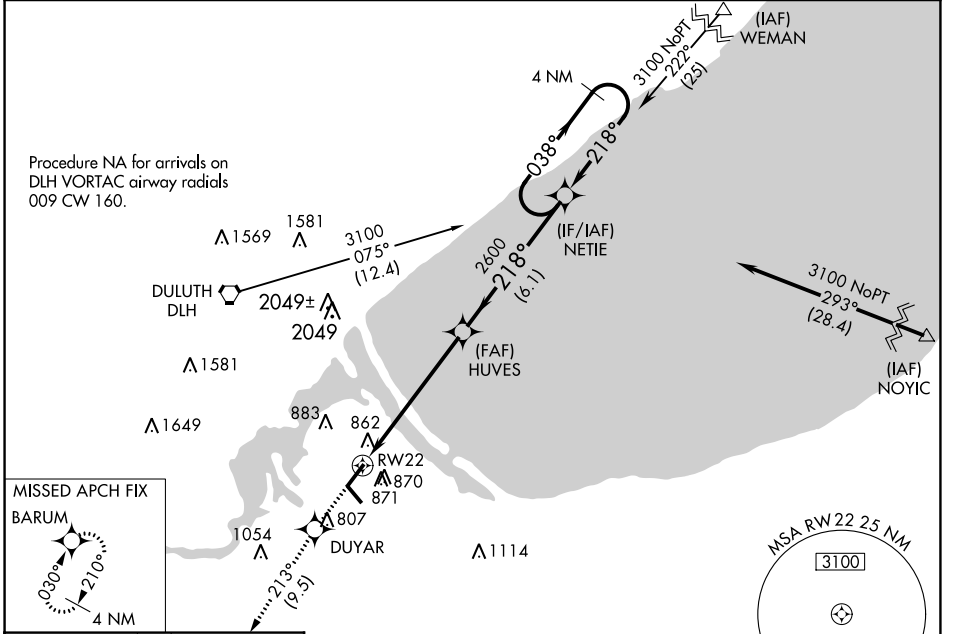 (IAF)
WEMAN
3100 NoPT
222°
(25)
4 NM
038°
218°
Procedure NA for arrivals on
DLH VORTAC airway radials
009 CW 160.
(IF/IAF)
NETIE
1569
1581
3100
075°
(12.4)
2600
218°
(6.1)
3100 NoPT
293°
(28.4)
DULUTH
DLH
2049±
2049
(FAF)
HUVES
(IAF)
NOYIC
1581
1649
883
862
RW22
870
871
MISSED APCH FIX
BARUM
030°
210°
4 NM
807
DUYAR
1054
1114
213°
(9.5)
MSA RW22 25 NM
3100